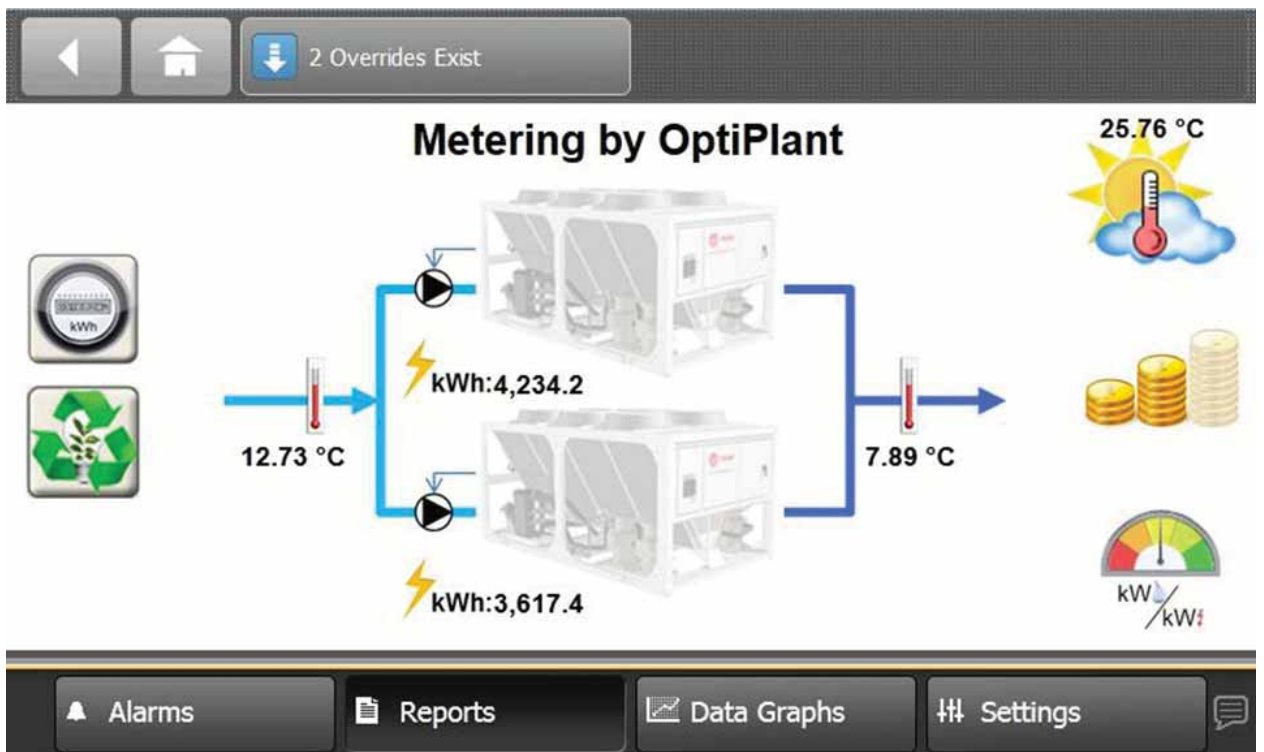 2 Overrides Exist
Metering by OptiPlant
25.76 °C
kWh
kWh:4,234.2
12.73 °C
7.89 °C
kWh:3,617.4
kW/kW
Alarms
Reports
Data Graphs
Settings